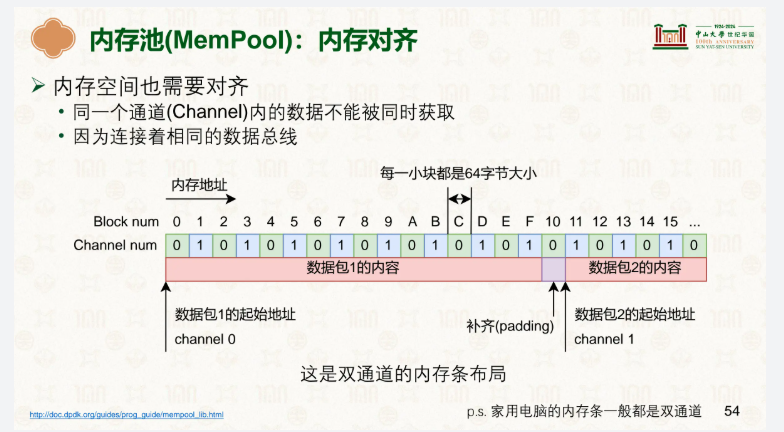 内存池(MemPool)：内存对齐
1924-2024
中山大學 世纪华诞
100TH ANNIVERSARY
SUN YAT-SEN UNIVERSITY
➢ 内存空间也需要对齐
• 同一个通道(Channel)内的数据不能被同时获取
• 因为连接着相同的数据总线
每一小块都是64字节大小
内存地址
Block num 0 1 2 3 4 5 6 7 8 9 A B C D E F 10 11 12 13 14 15 ...
Channel num 0 1 0 1 0 1 0 1 0 1 0 1 0 1 0 1 0 1 0 1 0 1 0
数据包1的内容 数据包2的内容
数据包1的起始地址
channel 0
补齐(padding)
数据包2的起始地址
channel 1
这是双通道的内存条布局
http://doc.dpdk.org/guides/prog_guide/mempool_lib.html
p.s. 家用电脑的内存条一般都是双通道
54